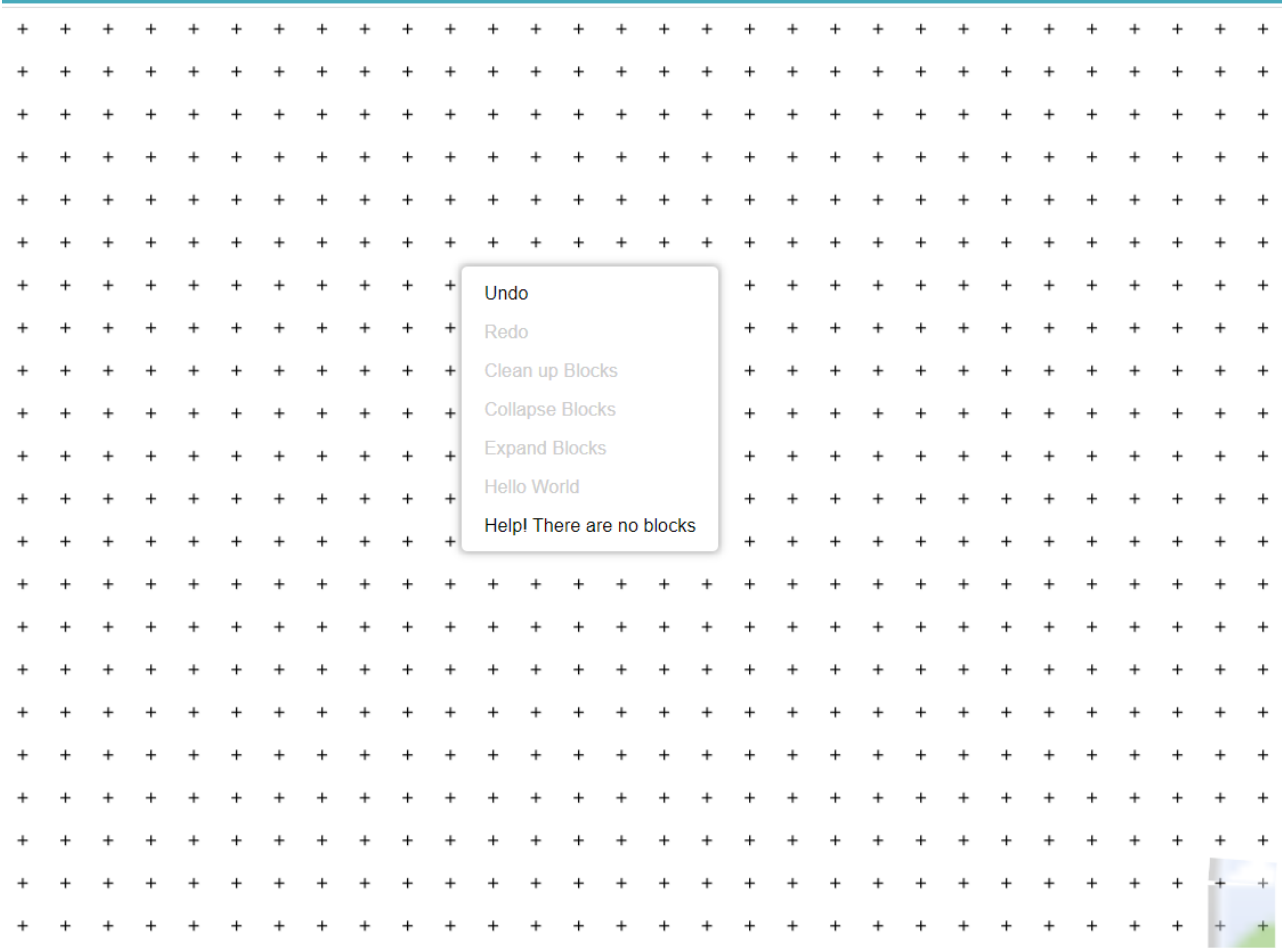 Undo
Redo
Clean up Blocks
Collapse Blocks
Expand Blocks
Hello World
Help! There are no blocks